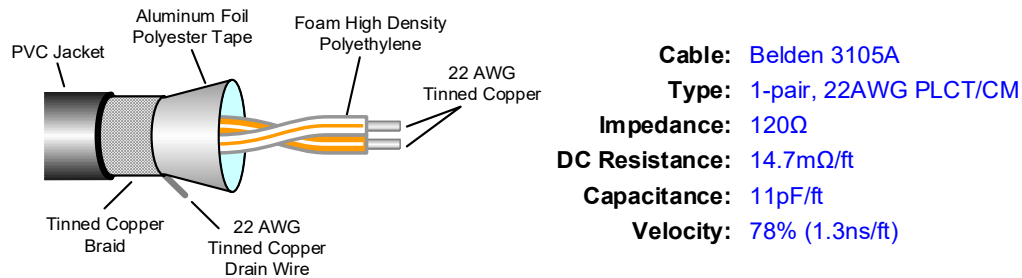 Aluminum Foil
Polyester Tape
Foam High Density
Polyethylene
PVC Jacket
22 AWG
Tinned Copper
Tinned Copper
Braid
22 AWG
Tinned Copper
Drain Wire
Cable: Belden 3105A
Type: 1-pair, 22AWG PLCT/CM
Impedance: 120Ω
DC Resistance: 14.7mΩ/ft
Capacitance: 11pF/ft
Velocity: 78% (1.3ns/ft)